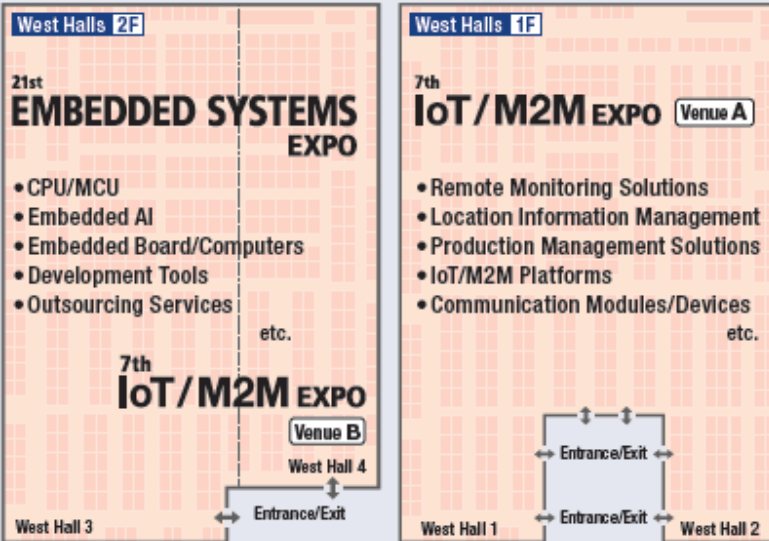 West Halls 2F
21st
EMBEDDED SYSTEMS
EXPO
• CPU/MCU
• Embedded AI
• Embedded Board/Computers
• Development Tools
• Outsourcing Services
etc.
7th
IoT/M2M EXPO
Venue B
West Hall 4
Entrance/Exit
West Hall 3
West Halls 1F
7th
IoT/M2M EXPO Venue A
• Remote Monitoring Solutions
• Location Information Management
• Production Management Solutions
• IoT/M2M Platforms
• Communication Modules/Devices
etc.
Entrance/Exit
Entrance/Exit
West Hall 1
West Hall 2